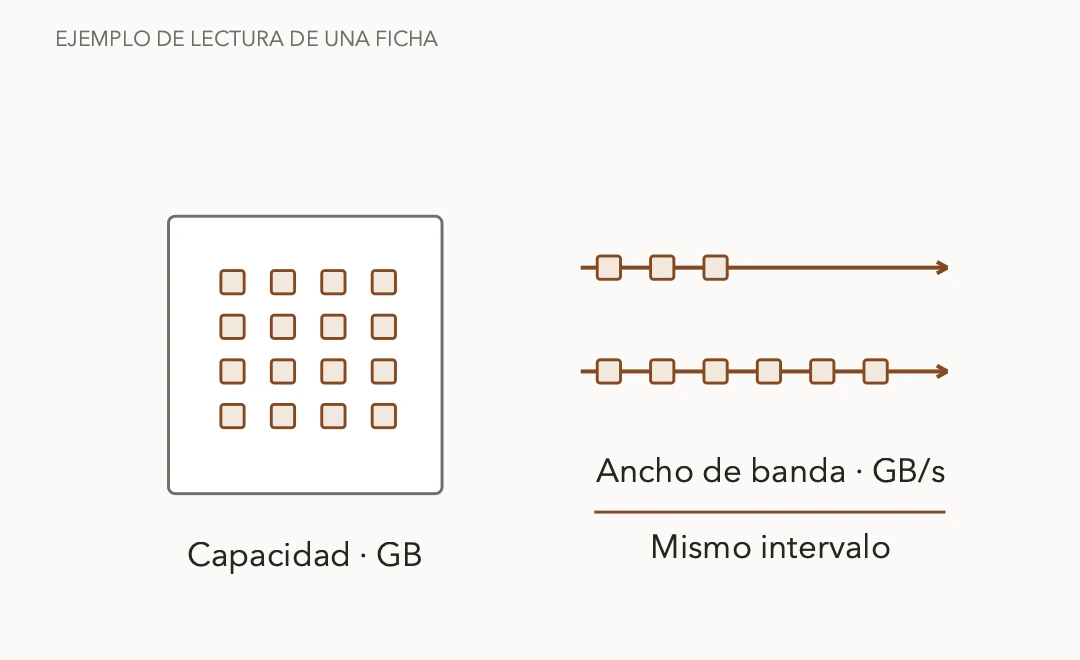 EJEMPLO DE LECTURA DE UNA FICHA
Capacidad · GB
Ancho de banda · GB/s
Mismo intervalo